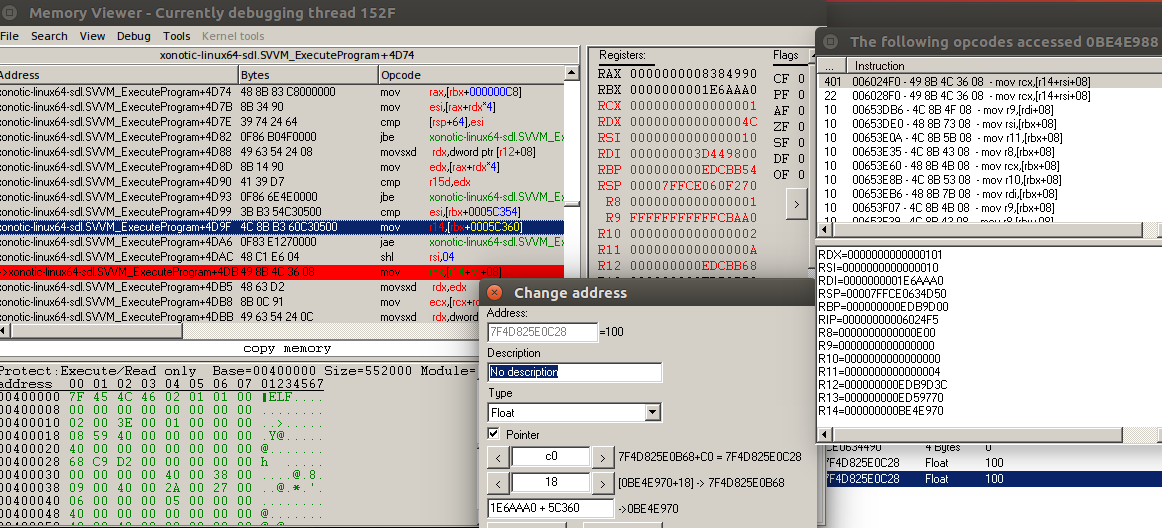 Memory Viewer - Currently debugging thread 152F
File Search View Debug Tools Kernel tools
xonotic-linux64-sdl.SVVM_ExecuteProgram+4D74
Address Bytes Opcode
xonotic-linux64-sdl.SVVM_ExecuteProgram+4D74 48 8B 83 C8000000 mov rax,[rbx+000000C8]
xonotic-linux64-sdl.SVVM_ExecuteProgram+4D7B 8B 34 90 mov esi,[rax+rdx*4]
xonotic-linux64-sdl.SVVM_ExecuteProgram+4D7E 39 74 24 64 cmp [rsp+64],esi
xonotic-linux64-sdl.SVVM_ExecuteProgram+4D82 0F86 B04F0000 jbe xonotic-linux64-sdl.SVVM_E
xonotic-linux64-sdl.SVVM_ExecuteProgram+4D88 49 63 54 24 08 movsxd rdx,dword ptr [r12+08]
xonotic-linux64-sdl.SVVM_ExecuteProgram+4D8D 8B 14 90 mov edx,[rax+rdx*4]
xonotic-linux64-sdl.SVVM_ExecuteProgram+4D90 41 39 D7 cmp r15d,edx
xonotic-linux64-sdl.SVVM_ExecuteProgram+4D93 0F86 6E4E0000 jbe xonotic-linux64-sdl.SVVM_E
xonotic-linux64-sdl.SVVM_ExecuteProgram+4D99 3B B3 54C30500 cmp esi,[rbx+0005C354]
xonotic-linux64-sdl.SVVM_ExecuteProgram+4D9F 4C 8B B3 60C30500 mov r14,[rbx+0005C360]
xonotic-linux64-sdl.SVVM_ExecuteProgram+4DA6 0F83 E1270000 jae xonotic-linux64-sdl.SVVM_E
xonotic-linux64-sdl.SVVM_ExecuteProgram+4DAC 48 C1 E6 04 shl rsi,04
>>xonotic-linux64-sdl.SVVM_ExecuteProgram+4DB 49 8B 4C 36 08 mov
xonotic-linux64-sdl.SVVM_ExecuteProgram+4DB5 48 63 D2 movsxd rdx,edx
xonotic-linux64-sdl.SVVM_ExecuteProgram+4DB8 8B 0C 91 mov ecx,[rcx+r
xonotic-linux64-sdl.SVVM_ExecuteProgram+4DBB 49 63 54 24 0C movsxd rdx,dword
copy memory
Protect:Execute/Read only Base=00400000 Size=552000 Module=
address 00 01 02 03 04 05 06 07 01234567
00400000 7F 45 4C 46 02 01 01 00 ELF....
00400008 00 00 00 00 00 00 00 00 ........
00400010 02 00 3E 00 01 00 00 00 ..>.....
00400018 08 59 40 00 00 00 00 00 .Y@.....
00400020 40 00 00 00 00 00 00 00 @.......
00400028 68 C9 D2 00 00 00 00 00 h
00400030 00 00 00 00 40 00 38 00 ....@.8.
00400038 09 00 40 00 2A 00 27 00 ..@.*.'.
00400040 06 00 00 00 05 00 00 00 ........
Registers: Flags
RAX 0000000008384990 CF 0
RBX 0000000001E6AAA0 PF 0
RCX 0000000000000001 AF 0
RDX 000000000000004C ZF 0
RSI 0000000000000010 SF 0
RDI 000000003D449800 DF 0
RBP 000000000EDCBB54 OF 0
RSP 00007FFCE060F270
R8 0000000000000001
R9 FFFFFFFFFFFCBAA0
R10 0000000000000002
R11 0000000000000000
R12 000000000EDCBB68
>
Change address
Address:
7F4D825E0C28 =100
Description
No description
Type
Float
Pointer
< c0 > 7F4D825E0B68+C0 = 7F4D825E0C28
< 18 > [0BE4E970+18] -> 7F4D825E0B68
1E6AAA0 + 5C360 ->0BE4E970
The following opcodes accessed 0BE4E988
... Instruction
401 006024F0 - 49 8B 4C 36 08 - mov rcx,[r14+rsi+08]
22 006028F0 - 49 8B 4C 36 08 - mov rcx,[r14+rsi+08]
10 00653DB6 - 4C 8B 4F 08 - mov r9,[rdi+08]
10 00653DE0 - 48 8B 73 08 - mov rsi,[rbx+08]
10 00653E0A - 4C 8B 5B 08 - mov r11,[rbx+08]
10 00653E35 - 4C 8B 43 08 - mov r8,[rbx+08]
10 00653E60 - 48 8B 4B 08 - mov rcx,[rbx+08]
10 00653E8B - 4C 8B 53 08 - mov r10,[rbx+08]
10 00653EB6 - 48 8B 7B 08 - mov rdi,[rbx+08]
10 00653F07 - 4C 8B 4B 08 - mov r9,[rbx+08]
RDX=0000000000000101
RSI=0000000000000010
RDI=0000000001E6AAA0
RSP=00007FFCE0634D50
RBP=000000000EDB9D00
RIP=00000000006024F5
R8=0000000000000E00
R9=0000000000000000
R10=0000000000000000
R11=0000000000000004
R12=000000000EDB9D3C
R13=000000000ED59770
R14=000000000BE4E970
CE0634490 4 Bytes 0
7F4D825E0C28 Float 100
7F4D825E0C28 Float 100